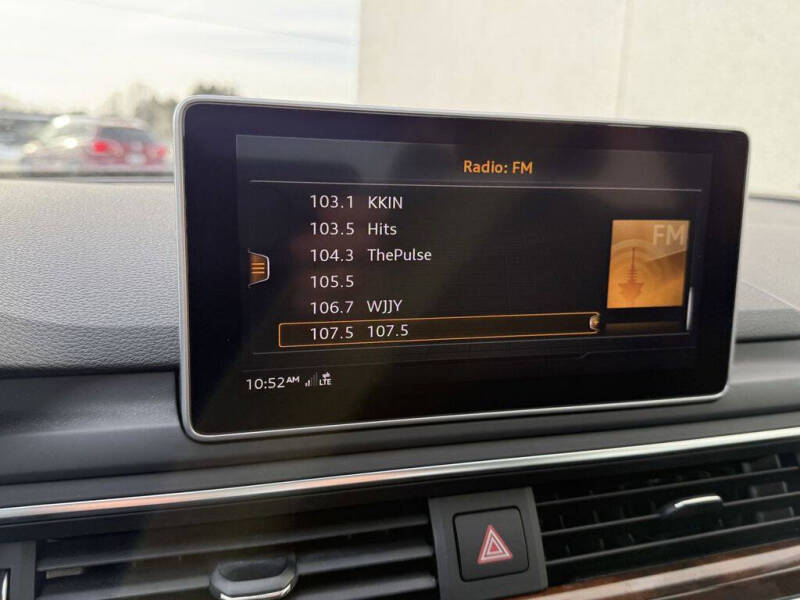 Radio: FM
103.1 KKIN
103.5 Hits
104.3 ThePulse
105.5
106.7 WJJY
107.5 107.5
FM
10:52AM LTE